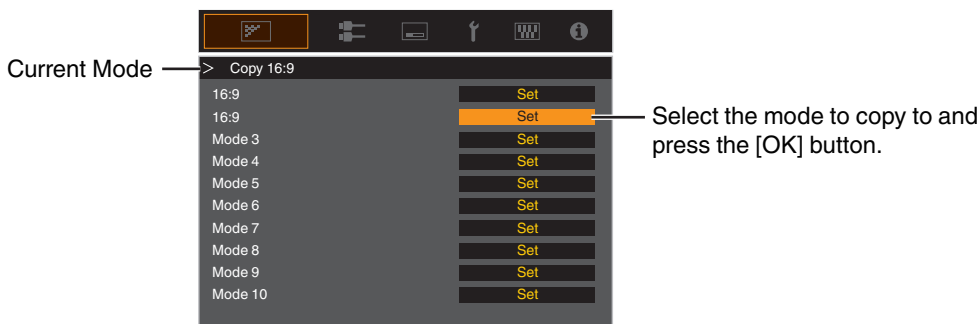 Current Mode
> Copy 16:9
16:9 Set
16:9 Set
Mode 3 Set
Mode 4 Set
Mode 5 Set
Mode 6 Set
Mode 7 Set
Mode 8 Set
Mode 9 Set
Mode 10 Set
Select the mode to copy to and
press the [OK] button.